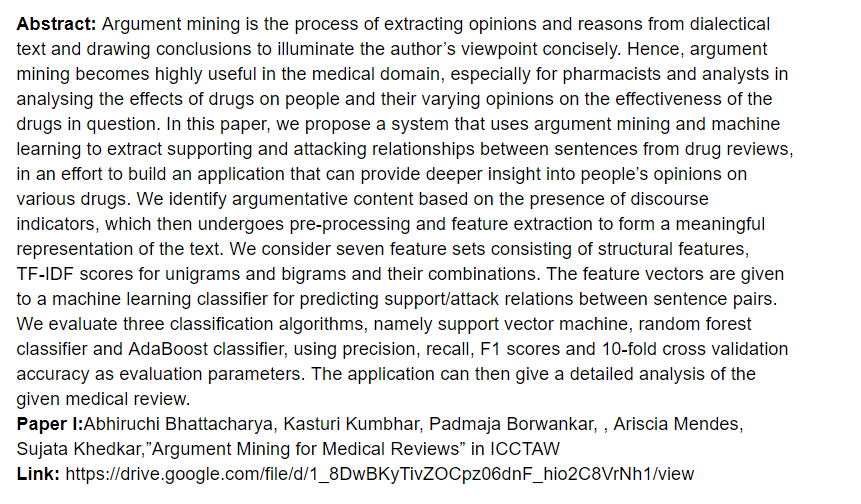 Abstract: Argument mining is the process of extracting opinions and reasons from dialectical
text and drawing conclusions to illuminate the author’s viewpoint concisely. Hence, argument
mining becomes highly useful in the medical domain, especially for pharmacists and analysts in
analysing the effects of drugs on people and their varying opinions on the effectiveness of the
drugs in question. In this paper, we propose a system that uses argument mining and machine
learning to extract supporting and attacking relationships between sentences from drug reviews,
in an effort to build an application that can provide deeper insight into people’s opinions on
various drugs. We identify argumentative content based on the presence of discourse
indicators, which then undergoes pre-processing and feature extraction to form a meaningful
representation of the text. We consider seven feature sets consisting of structural features,
TF-IDF scores for unigrams and bigrams and their combinations. The feature vectors are given
to a machine learning classifier for predicting support/attack relations between sentence pairs.
We evaluate three classification algorithms, namely support vector machine, random forest
classifier and AdaBoost classifier, using precision, recall, F1 scores and 10-fold cross validation
accuracy as evaluation parameters. The application can then give a detailed analysis of the
given medical review.
Paper I:Abhiruchi Bhattacharya, Kasturi Kumbhar, Padmaja Borwankar, , Ariscia Mendes,
Sujata Khedkar,”Argument Mining for Medical Reviews” in ICCTAW
Link: https://drive.google.com/file/d/1_8DwBKyTivZOCpz06dnF_hio2C8VrNh1/view